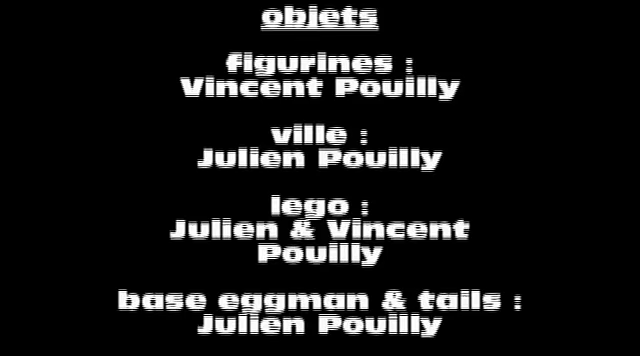 objets
figurines :
Vincent Pouilly
ville :
Julien Pouilly
lego :
Julien & Vincent
Pouilly
base eggman & tails :
Julien Pouilly